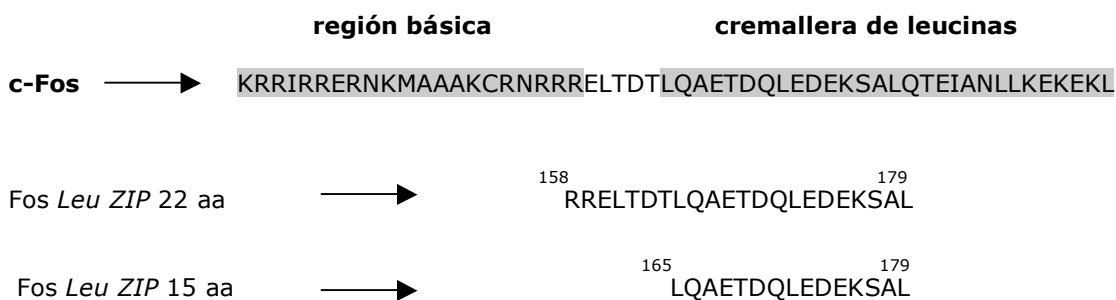 región básica cremallera de leucinas
c-Fos KRRIRRERNKMAAAKCRNRRRELTDTLQAETDQLEDEKSALQTEIANLLKEKEKL
158 179
Fos Leu ZIP 22 aa RRELTDTLQAETDQLEDEKSAL
165 179
Fos Leu ZIP 15 aa LQAETDQLEDEKSAL